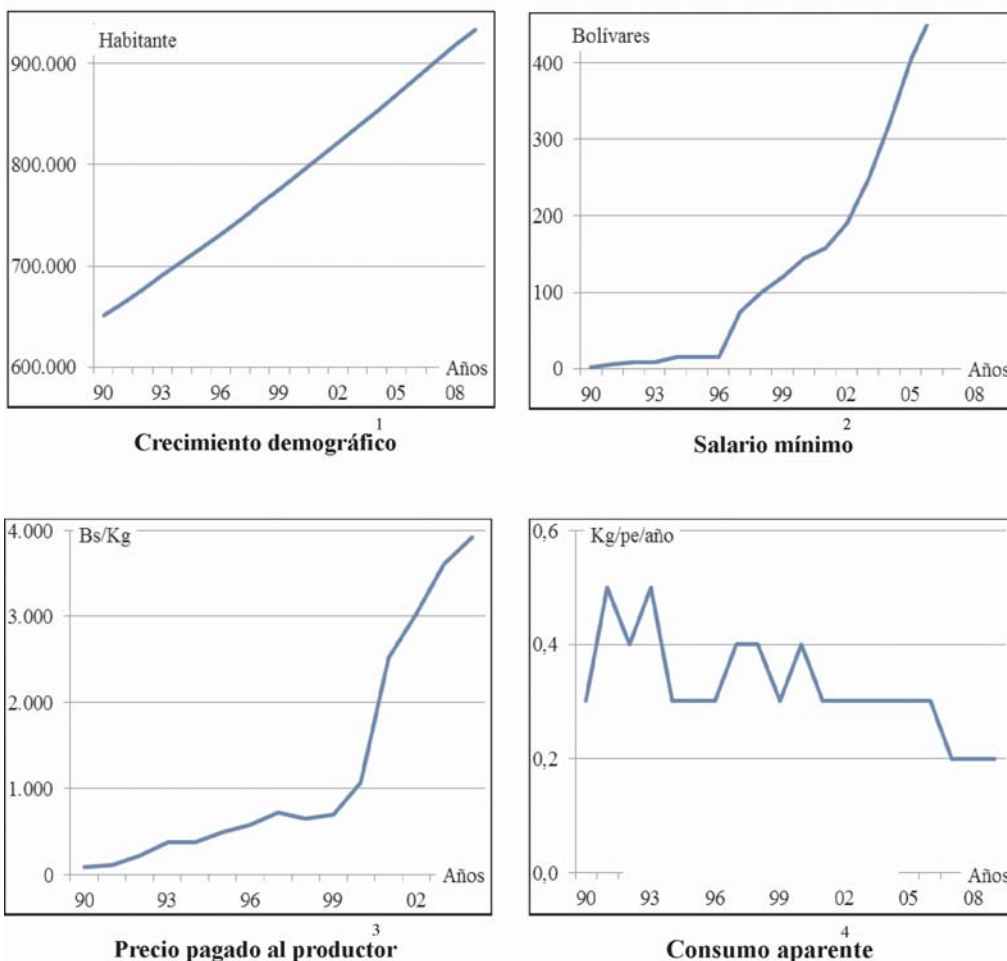 Habitante
900.000
800.000
700.000
600.000
Años
90 93 96 99 02 05 08
1
Crecimiento demográfico
Bolívares
400
300
200
100
0
Años
90 93 96 99 02 05 08
2
Salario mínimo
4.000
Bs/Kg
3.000
2.000
1.000
0
Años
90 93 96 99 02
3
Precio pagado al productor
0,6
Kg/pe/año
0,4
0,2
0,0
Años
90 93 96 99 02 05 08
4
Consumo aparente